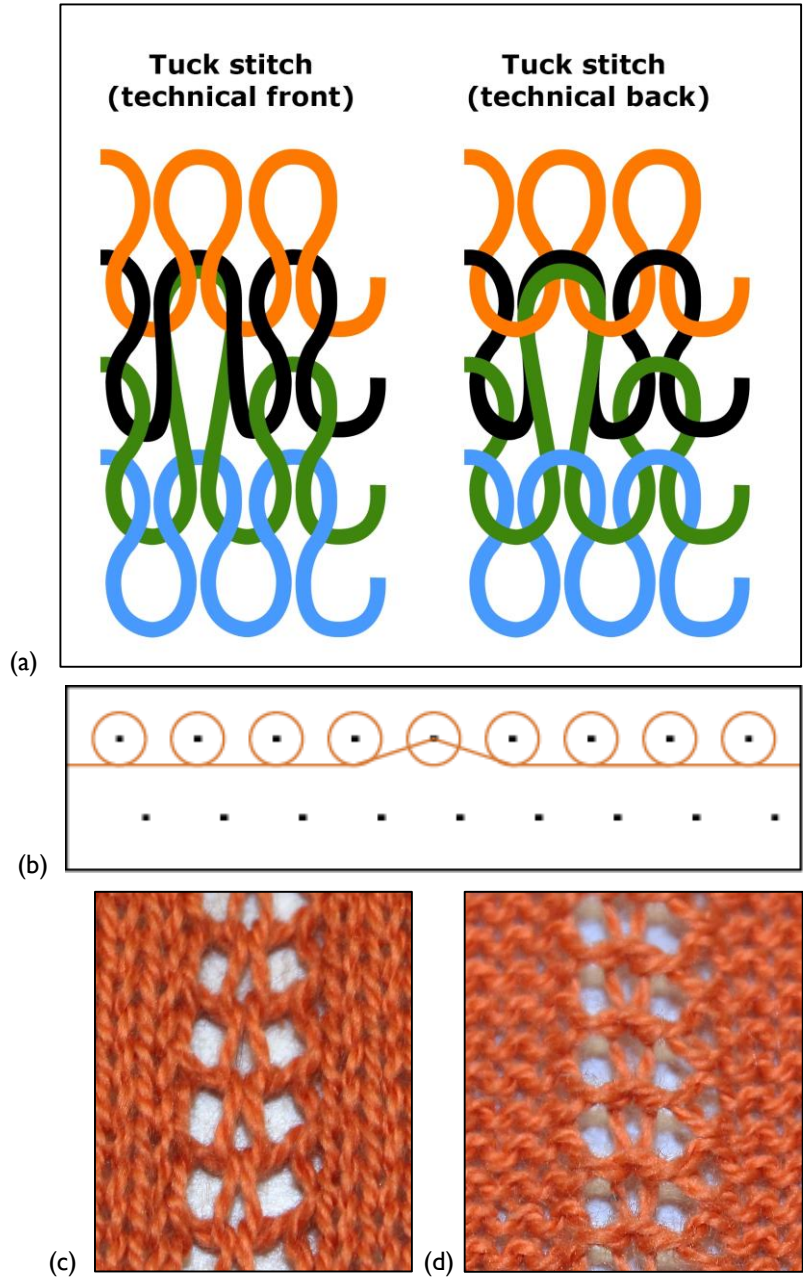 Tuck stitch
(technical front)
Tuck stitch
(technical back)
(a)
(b)
(c)
(d)